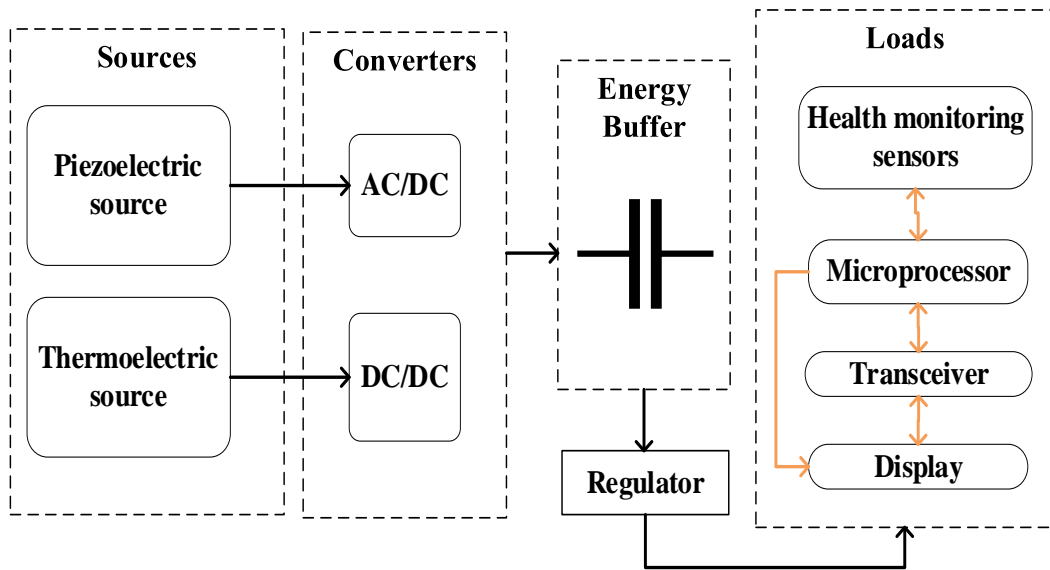 Sources
Piezoelectric
source
Thermoelectric
source
Converters
AC/DC
DC/DC
Energy
Buffer
Regulator
Loads
Health monitoring
sensors
Microprocessor
Transceiver
Display